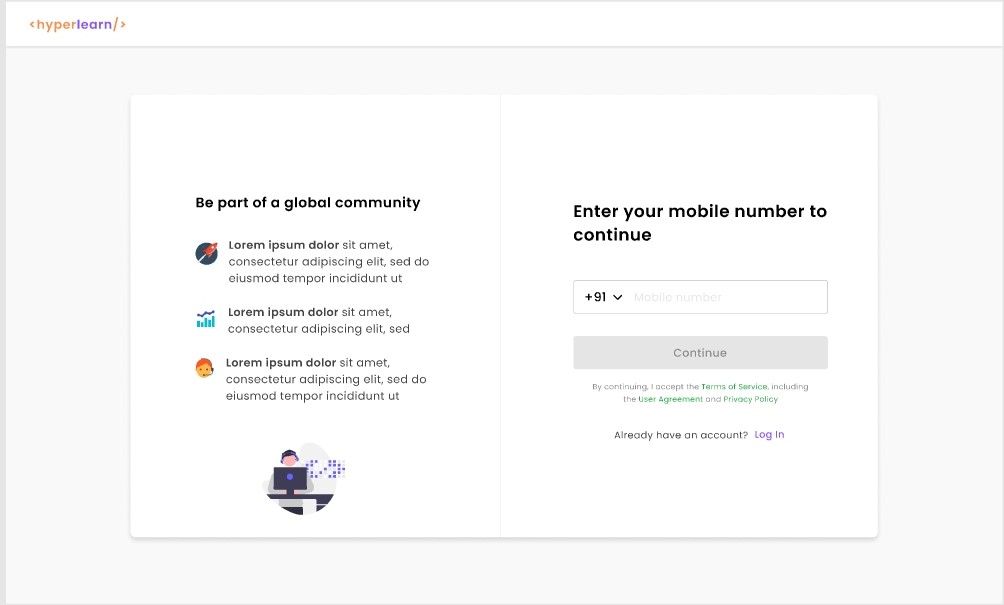 <hyperlearn/>
Be part of a global community
Lorem ipsum dolor sit amet,
consectetur adipiscing elit, sed do
eiusmod tempor incididunt ut
Lorem ipsum dolor sit amet,
consectetur adipiscing elit, sed
Lorem ipsum dolor sit amet,
consectetur adipiscing elit, sed do
eiusmod tempor incididunt ut
Enter your mobile number to
continue
+91 Mobile number
Continue
By continuing, I accept the Terms of Service, including
the User Agreement and Privacy Policy
Already have an account? Log In